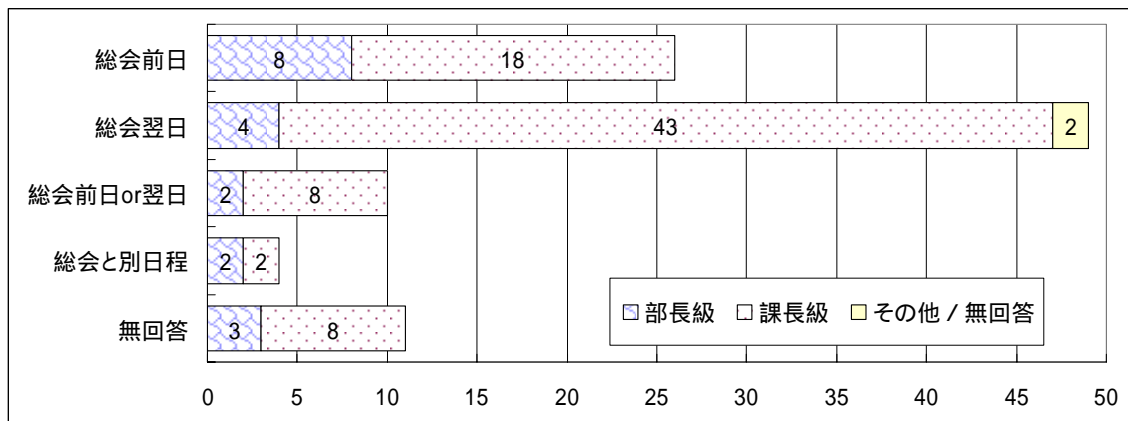 総会前日 8 18
総会翌日 4 43 2
総会前日or翌日 2 8
総会と別日程 2 2
無回答 3 8
部長級 課長級 その他 / 無回答
0 5 10 15 20 25 30 35 40 45 50